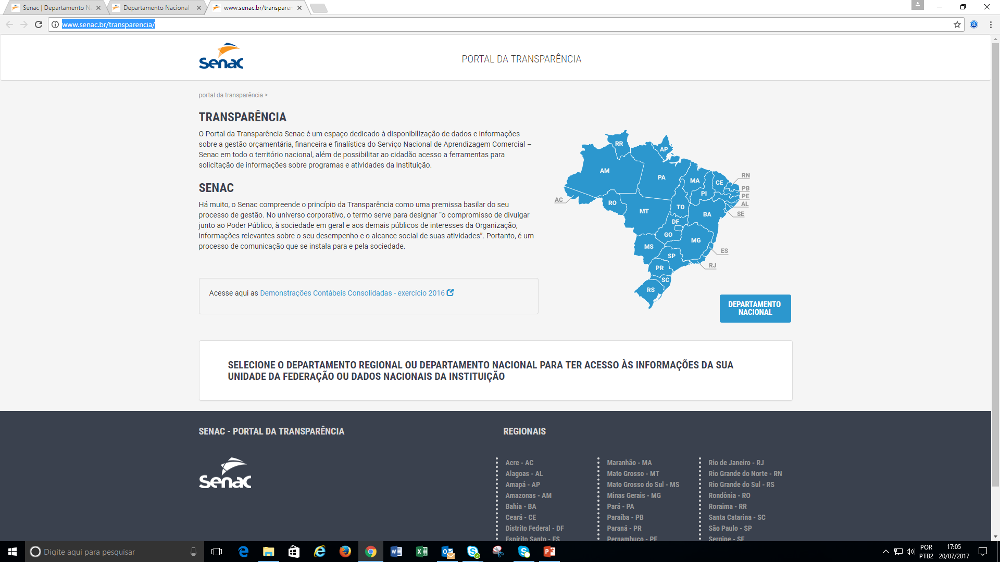 Senac | Departamento N
Departamento Nacional
www.senac.br/transparen
www.senac.br/transparencia/
Senac
PORTAL DA TRANSPARÊNCIA
portal da transparência >
TRANSPARÊNCIA
O Portal da Transparência Senac é um espaço dedicado à disponibilização de dados e informações
sobre a gestão orçamentária, financeira e finalística do Serviço Nacional de Aprendizagem Comercial –
Senac em todo o território nacional, além de possibilitar ao cidadão acesso a ferramentas para
solicitação de informações sobre programas e atividades da Instituição.
SENAC
Há muito, o Senac compreende o princípio da Transparência como uma premissa basilar do seu
processo de gestão. No universo corporativo, o termo serve para designar “o compromisso de divulgar
junto ao Poder Público, à sociedade em geral e aos demais públicos de interesses da Organização,
informações relevantes sobre o seu desempenho e o alcance social de suas atividades”. Portanto, é um
processo de comunicação que se instala para e pela sociedade.
Acesse aqui as Demonstrações Contábeis Consolidadas - exercício 2016
RR
AP
AM
PA
MA
CE
RN
PB
PE
AL
SE
PI
AC
RO
TO
MT
BA
DF
GO
MG
MS
ES
SP
RJ
PR
SC
RS
DEPARTAMENTO
NACIONAL
SELECIONE O DEPARTAMENTO REGIONAL OU DEPARTAMENTO NACIONAL PARA TER ACESSO ÀS INFORMAÇÕES DA SUA
UNIDADE DA FEDERAÇÃO OU DADOS NACIONAIS DA INSTITUIÇÃO
SENAC - PORTAL DA TRANSPARÊNCIA
Senac
REGIONAIS
Acre - AC
Alagoas - AL
Amapá - AP
Amazonas - AM
Bahia - BA
Ceará - CE
Distrito Federal - DF
Espírito Santo - ES
Maranhão - MA
Mato Grosso - MT
Mato Grosso do Sul - MS
Minas Gerais - MG
Pará - PA
Paraíba - PB
Paraná - PR
Pernambuco - PE
Rio de Janeiro - RJ
Rio Grande do Norte - RN
Rio Grande do Sul - RS
Rondônia - RO
Roraima - RR
Santa Catarina - SC
São Paulo - SP
Sergipe - SE
Digite aqui para pesquisar
POR
PTB2
17:05
20/07/2017